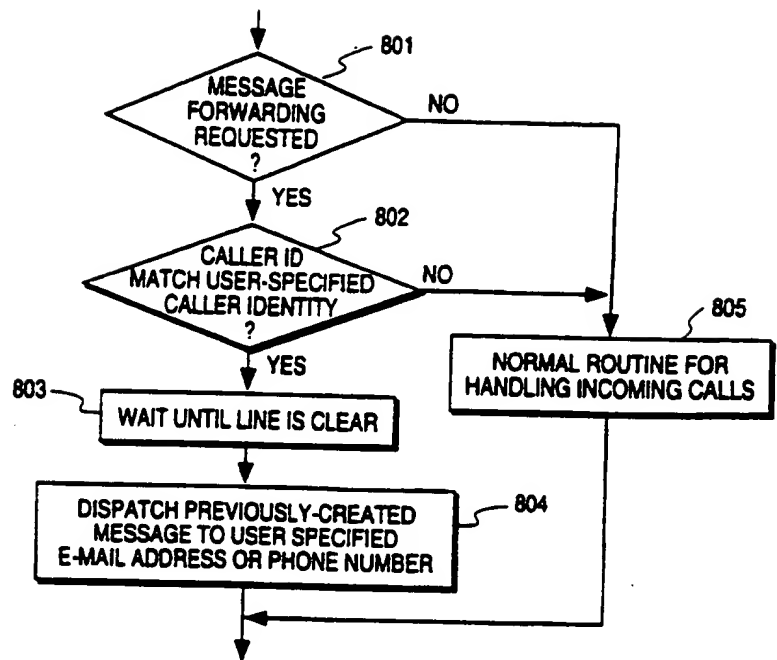 801
MESSAGE
FORWARDING
REQUESTED
?
NO
YES
802
CALLER ID
MATCH USER-SPECIFIED
CALLER IDENTITY
?
NO
YES
805
NORMAL ROUTINE FOR
HANDLING INCOMING CALLS
803
WAIT UNTIL LINE IS CLEAR
804
DISPATCH PREVIOUSLY-CREATED
MESSAGE TO USER SPECIFIED
E-MAIL ADDRESS OR PHONE NUMBER